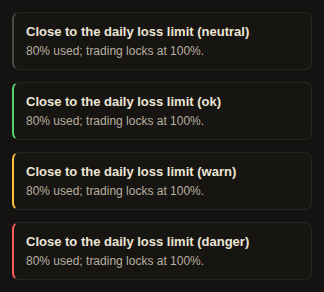 Close to the daily loss limit (neutral)
80% used; trading locks at 100%.
Close to the daily loss limit (ok)
80% used; trading locks at 100%.
Close to the daily loss limit (warn)
80% used; trading locks at 100%.
Close to the daily loss limit (danger)
80% used; trading locks at 100%.